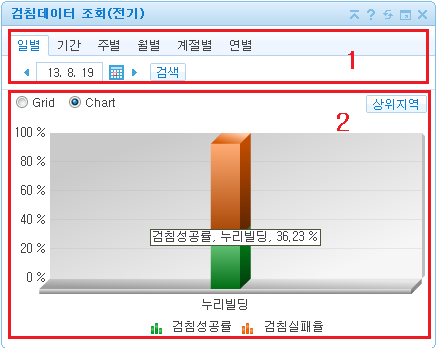 검침데이터 조회(전기)
일별 기간 주별 월별 계절별 연별
1
13. 8. 19 검색
Grid Chart 상위지역
2
100 %
80 %
60 %
40 %
검침성공률, 누리빌딩, 36,23 %
20 %
0 %
누리빌딩
검침성공률 검침실패율